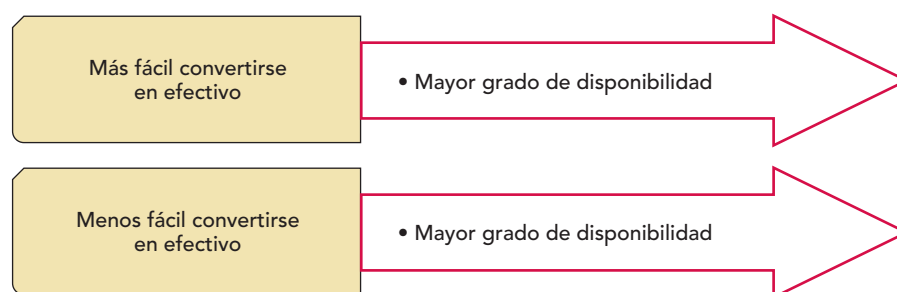 Más fácil convertirse
en efectivo
• Mayor grado de disponibilidad
Menos fácil convertirse
en efectivo
• Mayor grado de disponibilidad